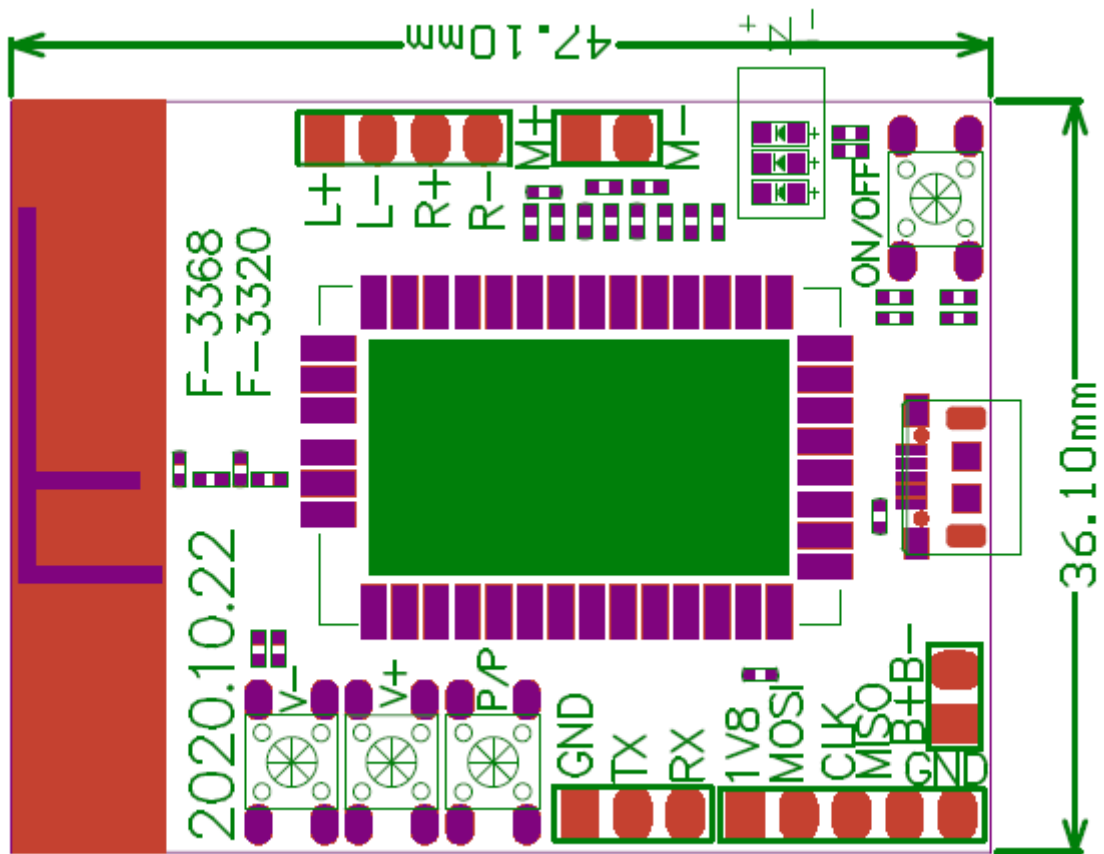 47.10mm
+
-
L+
L-
R+
R-
M+
M-
+
+
+
ON/OFF
F-3368
F-3320
36.10mm
2020.10.22
V-
V+
P/P
GND
TX
RX
1V8
MOSI
CLK
MISO
B+B-
GND